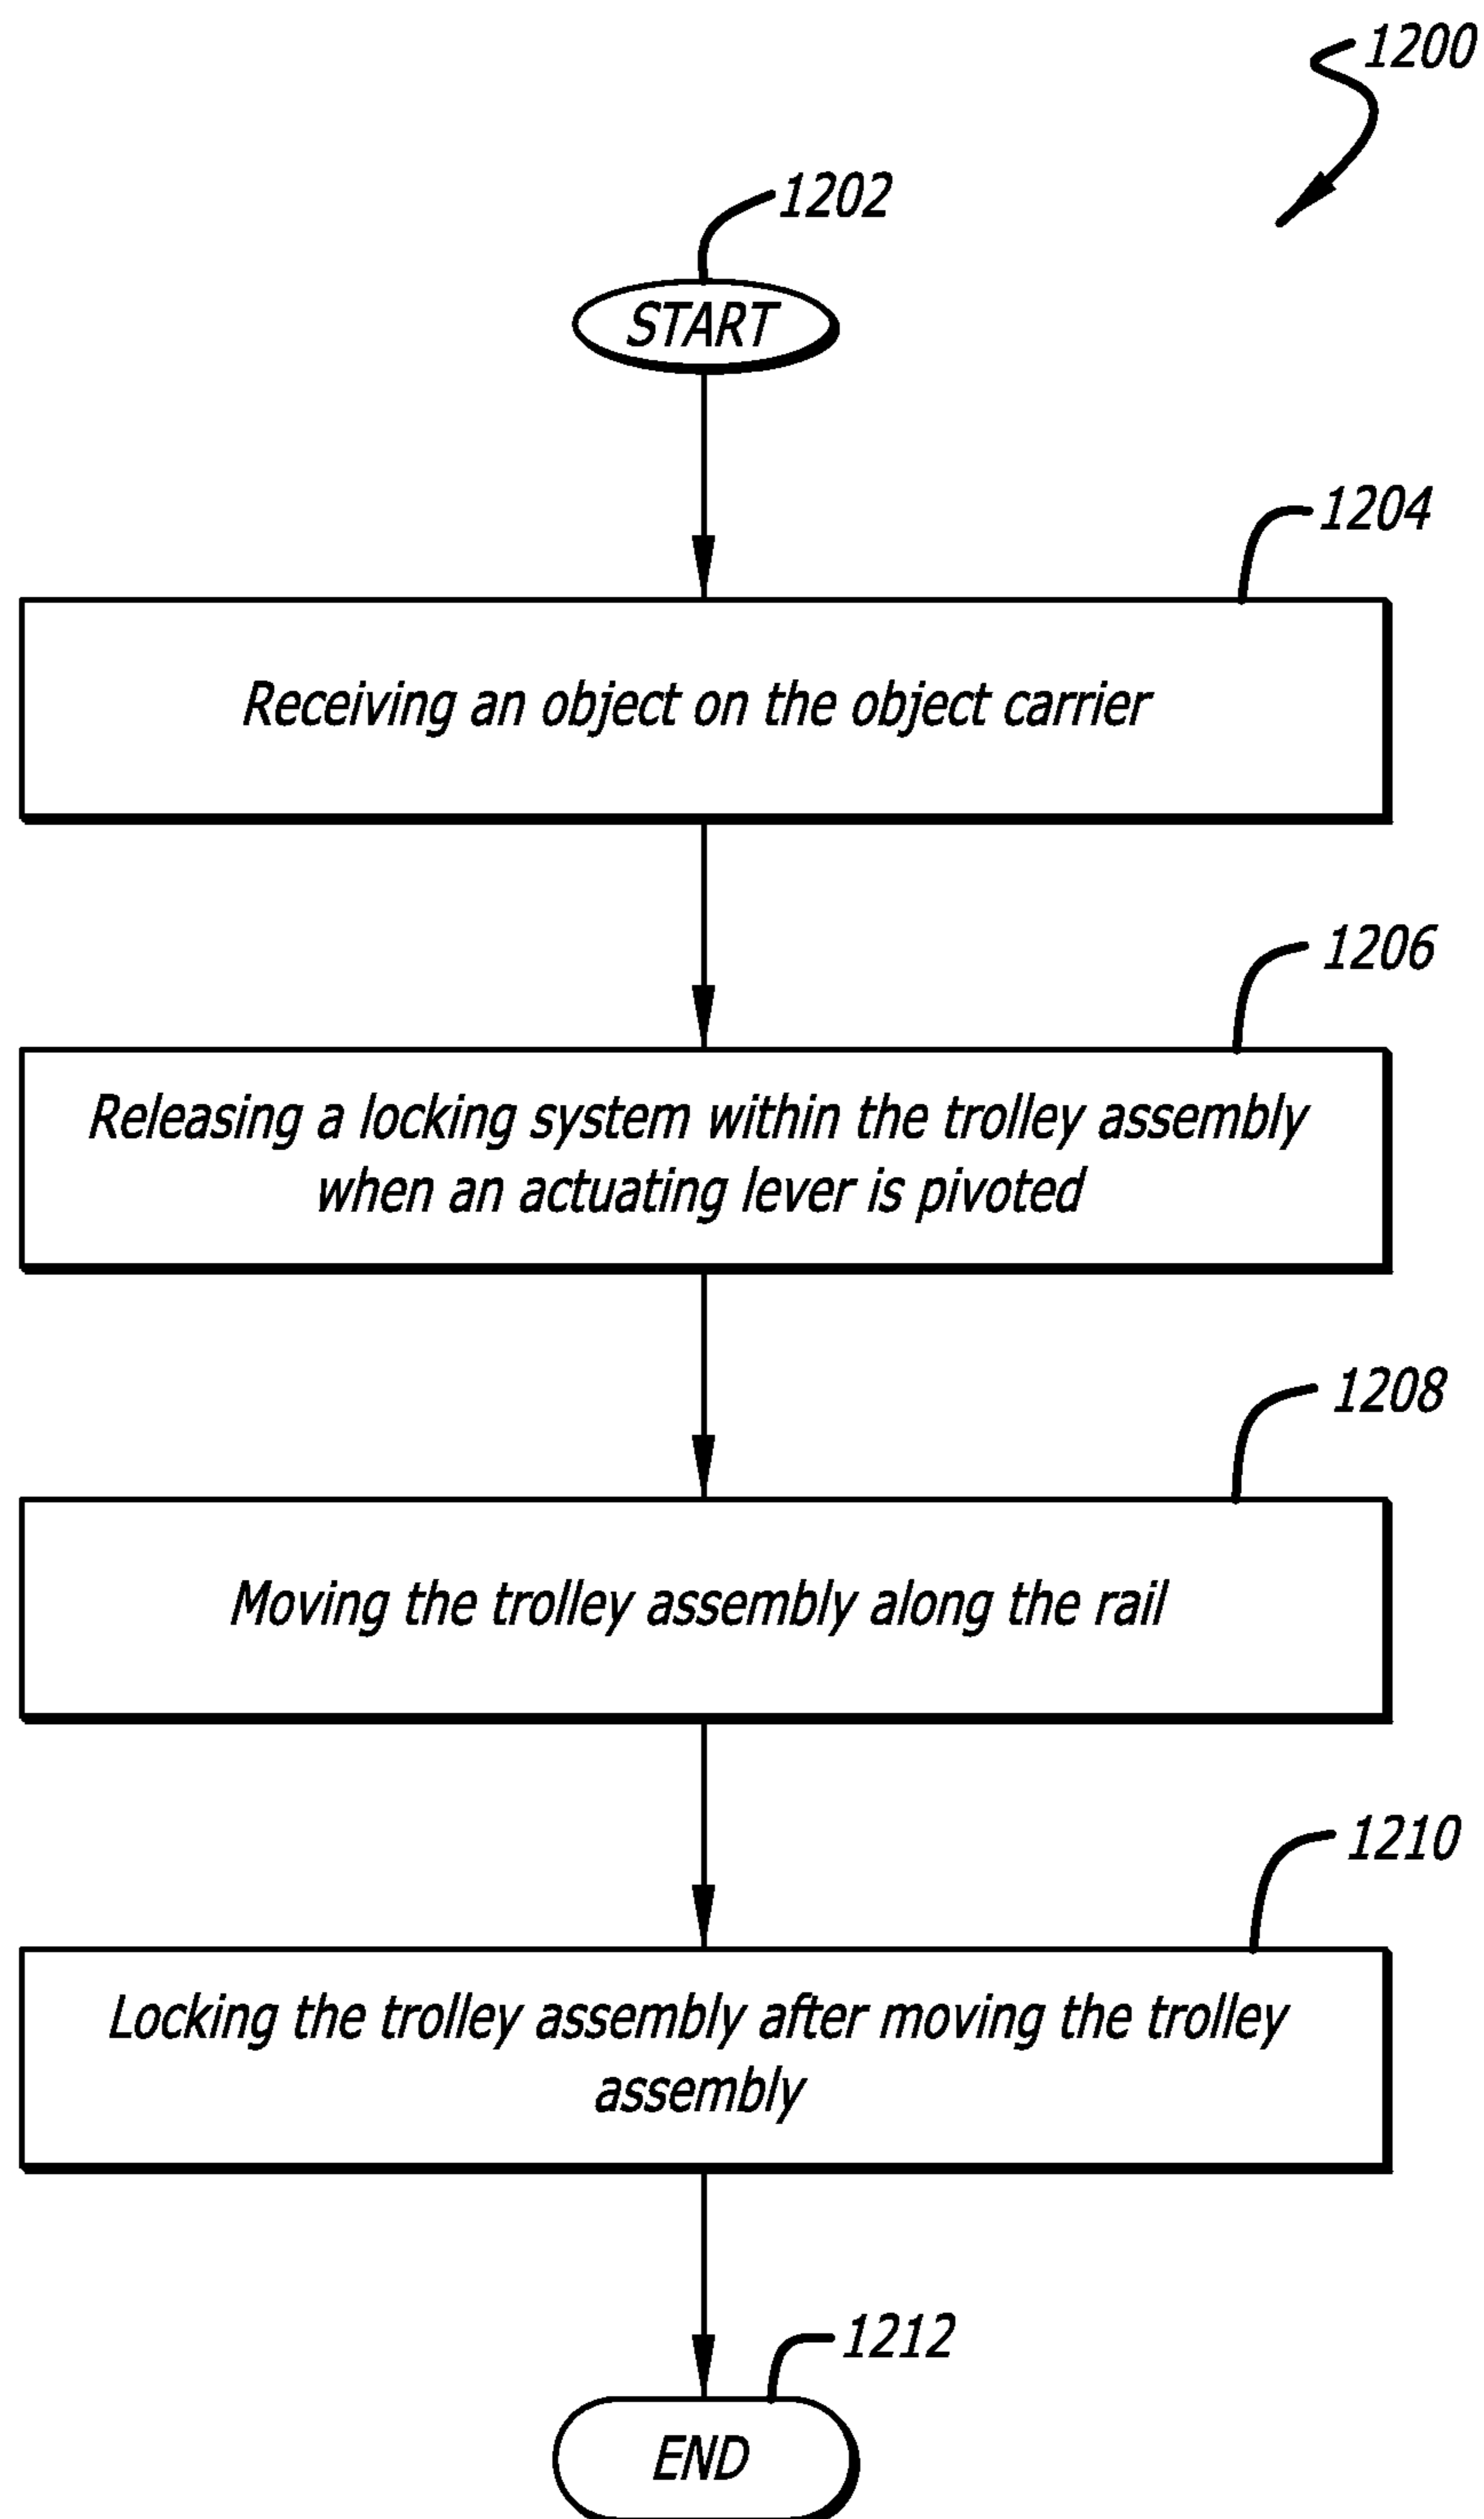 1200
1202
START
1204
Receiving an object on the object carrier
1206
Releasing a locking system within the trolley assembly
when an actuating lever is pivoted
1208
Moving the trolley assembly along the rail
1210
Locking the trolley assembly after moving the trolley
assembly
1212
END